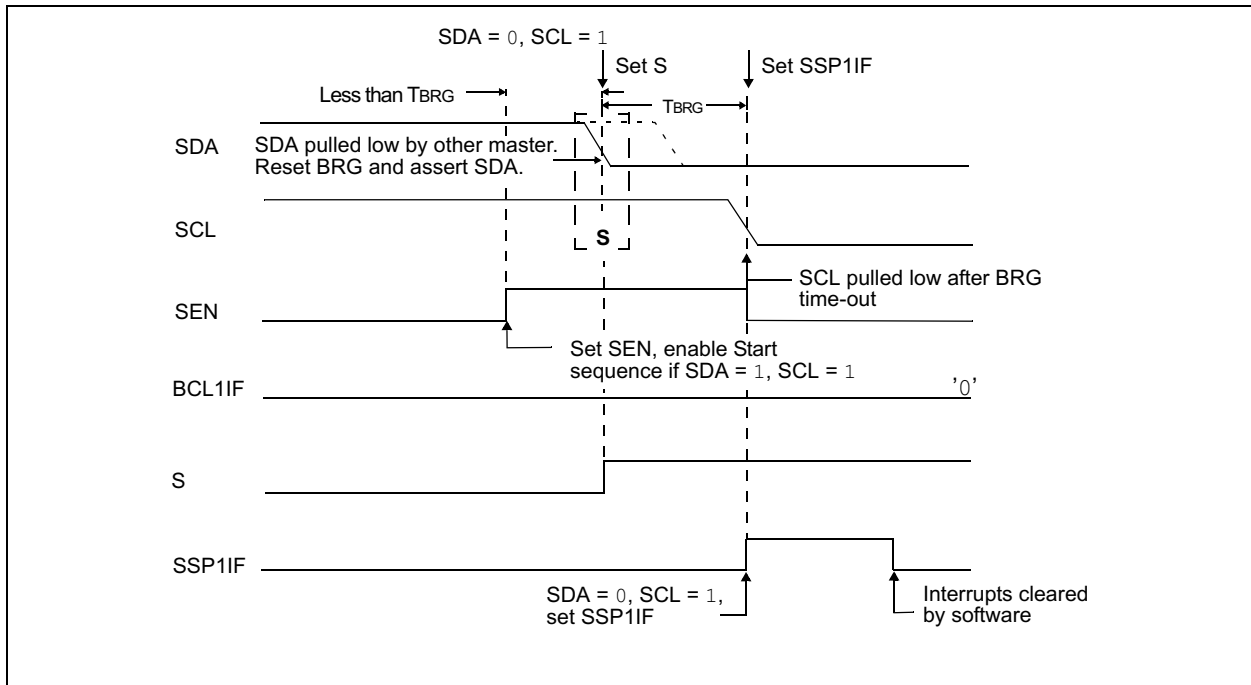 SDA = 0, SCL = 1
Set S
Set SSP1IF
Less than TBRG
TBRG
SDA
SDA pulled low by other master.
Reset BRG and assert SDA.
SCL
S
SCL pulled low after BRG
time-out
SEN
Set SEN, enable Start
sequence if SDA = 1, SCL = 1
BCL1IF
'0'
S
SSP1IF
SDA = 0, SCL = 1,
set SSP1IF
Interrupts cleared
by software